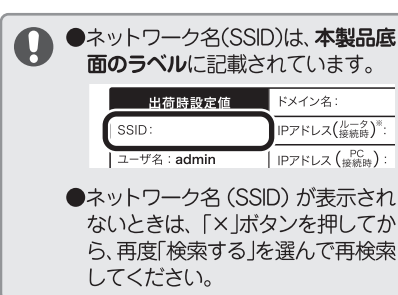 ●ネットワーク名(SSID)は、本製品底
面のラベルに記載されています。
出荷時設定値 ドメイン名:
SSID: IPアドレス(ルータ接続時)※:
ユーザ名:admin IPアドレス(PC接続時):
●ネットワーク名(SSID)が表示され
ないときは、「×」ボタンを押してか
ら、再度「検索する」を選んで再検索
してください。